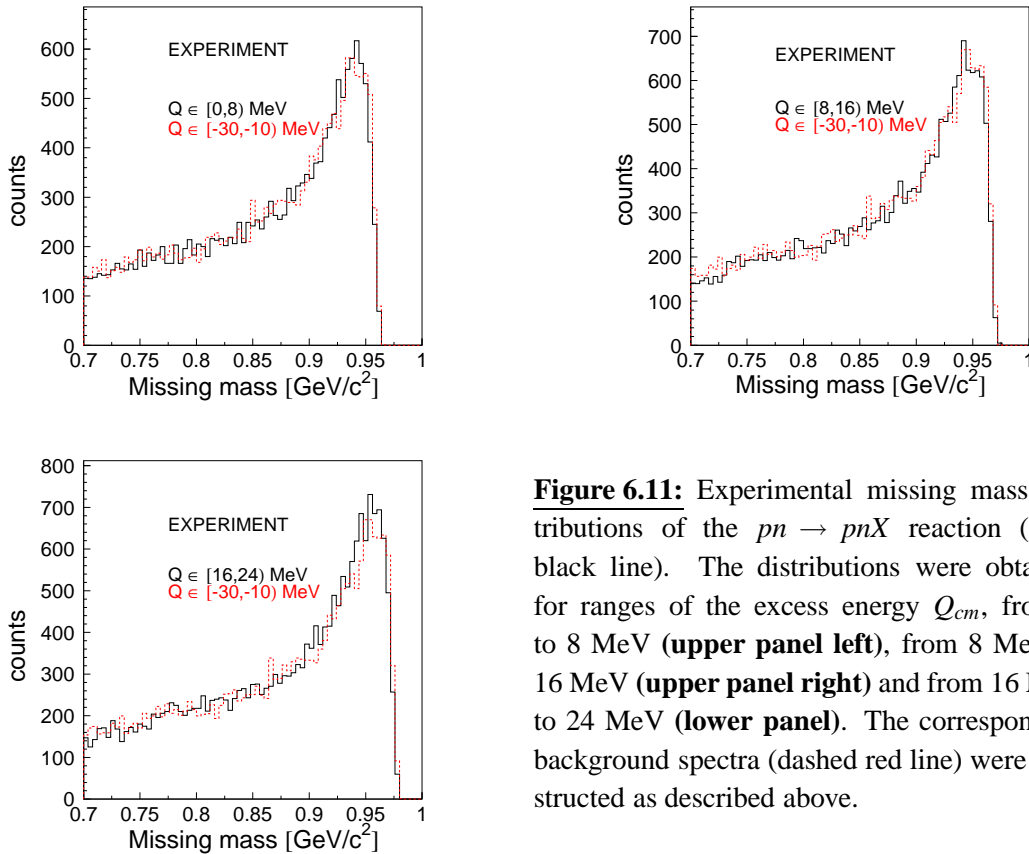 600
500
400
300
200
100
0
counts
EXPERIMENT
Q ∈ [0,8) MeV
Q ∈ [-30,-10) MeV
0.7 0.75 0.8 0.85 0.9 0.95 1
Missing mass [GeV/c²]
700
600
500
400
300
200
100
0
counts
EXPERIMENT
Q ∈ [8,16) MeV
Q ∈ [-30,-10) MeV
0.7 0.75 0.8 0.85 0.9 0.95 1
Missing mass [GeV/c²]
800
700
600
500
400
300
200
100
0
counts
EXPERIMENT
Q ∈ [16,24) MeV
Q ∈ [-30,-10) MeV
0.7 0.75 0.8 0.85 0.9 0.95 1
Missing mass [GeV/c²]
Figure 6.11: Experimental missing mass
tributions of the pn → pnX reaction (
black line). The distributions were obta
for ranges of the excess energy Qcm, fro
to 8 MeV (upper panel left), from 8 Me
16 MeV (upper panel right) and from 16 M
to 24 MeV (lower panel). The correspon
background spectra (dashed red line) were
structed as described above.